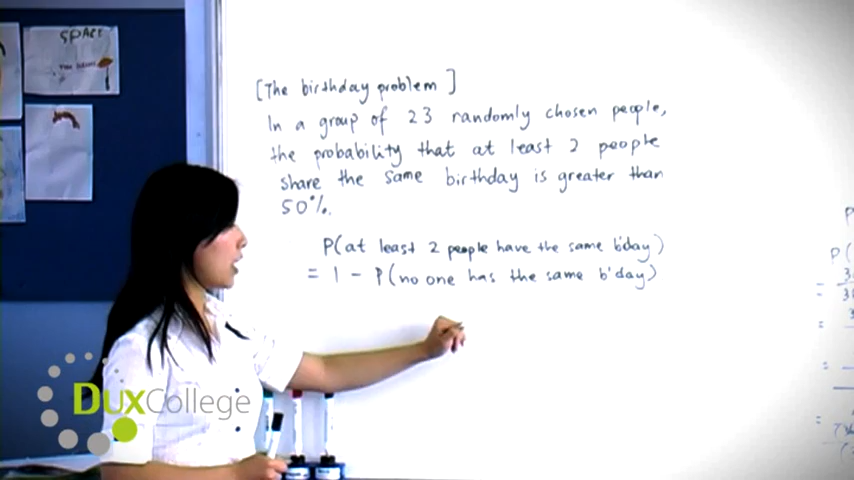 SPACE
[The birthday problem]
In a group of 23 randomly chosen people,
the probability that at least 2 people
share the same birthday is greater than
50%.
P(at least 2 people have the same b'day)
= 1 - P(no one has the same b'day)
P
P(
=
=
=
DuxCollege